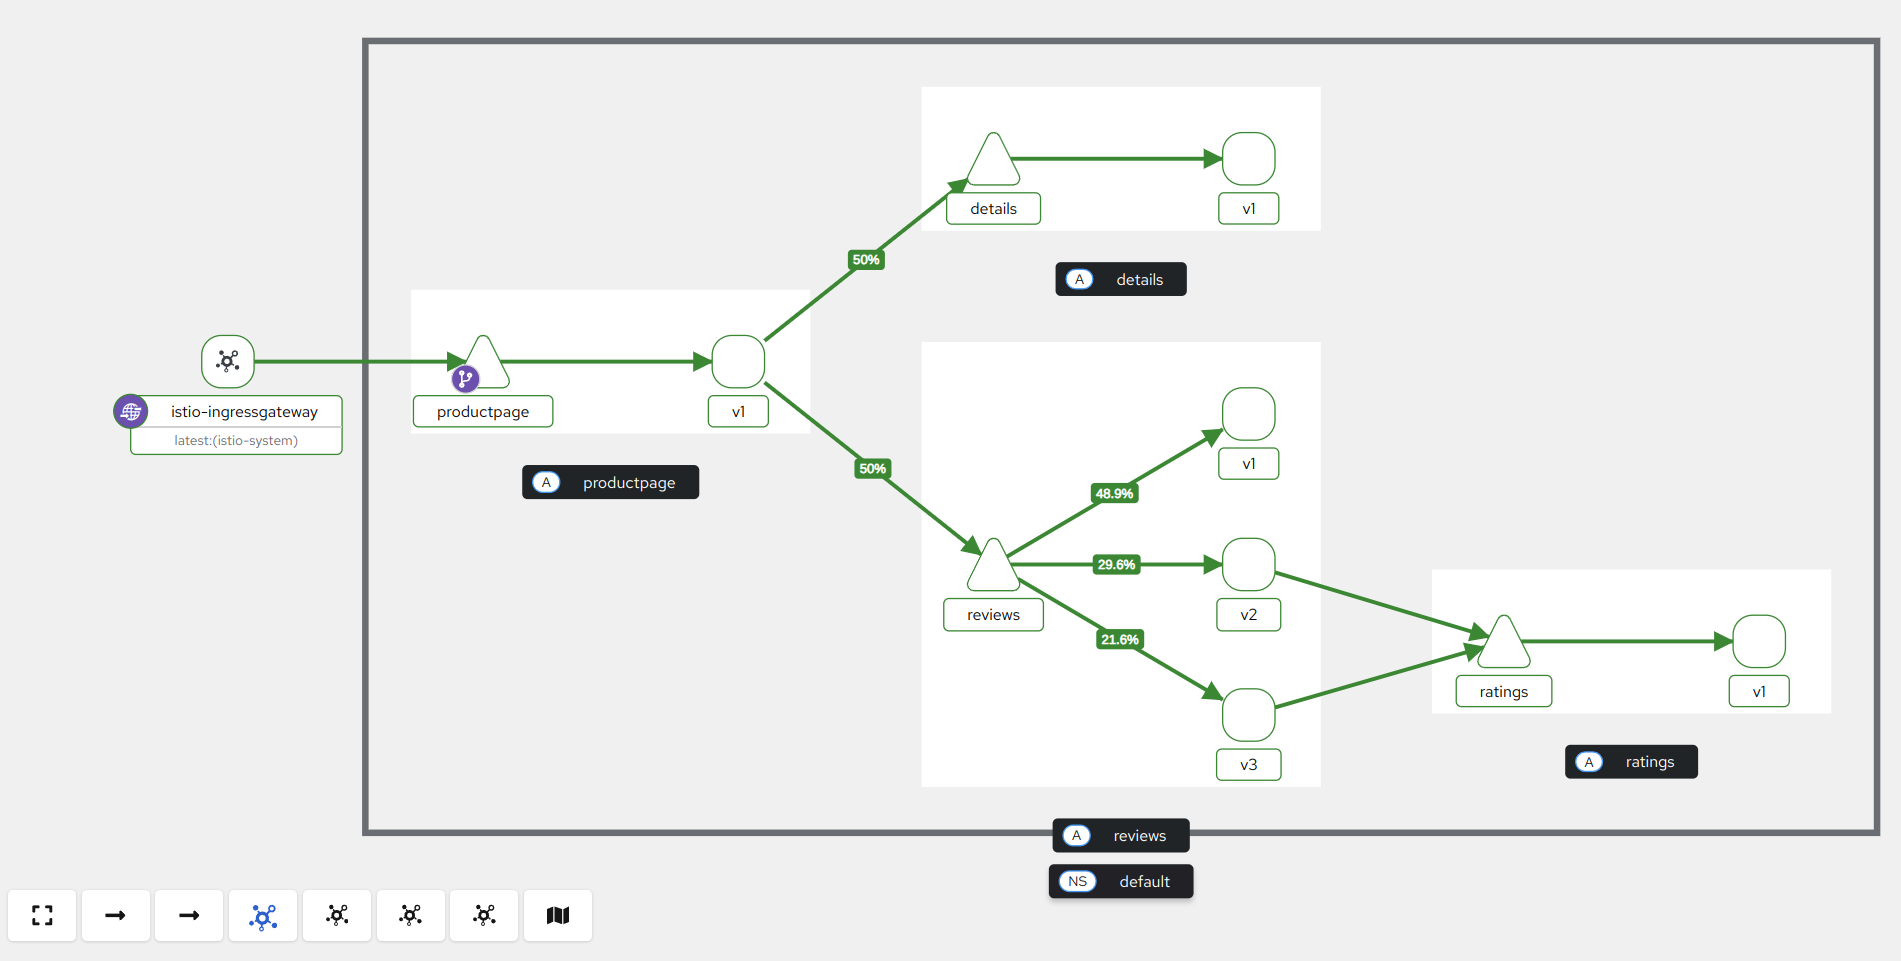 details
v1
50%
A details
istio-ingressgateway
latest:(istio-system)
productpage
v1
A productpage
50%
v1
48.9%
29.6%
reviews
v2
21.6%
v3
ratings
v1
A ratings
A reviews
NS default